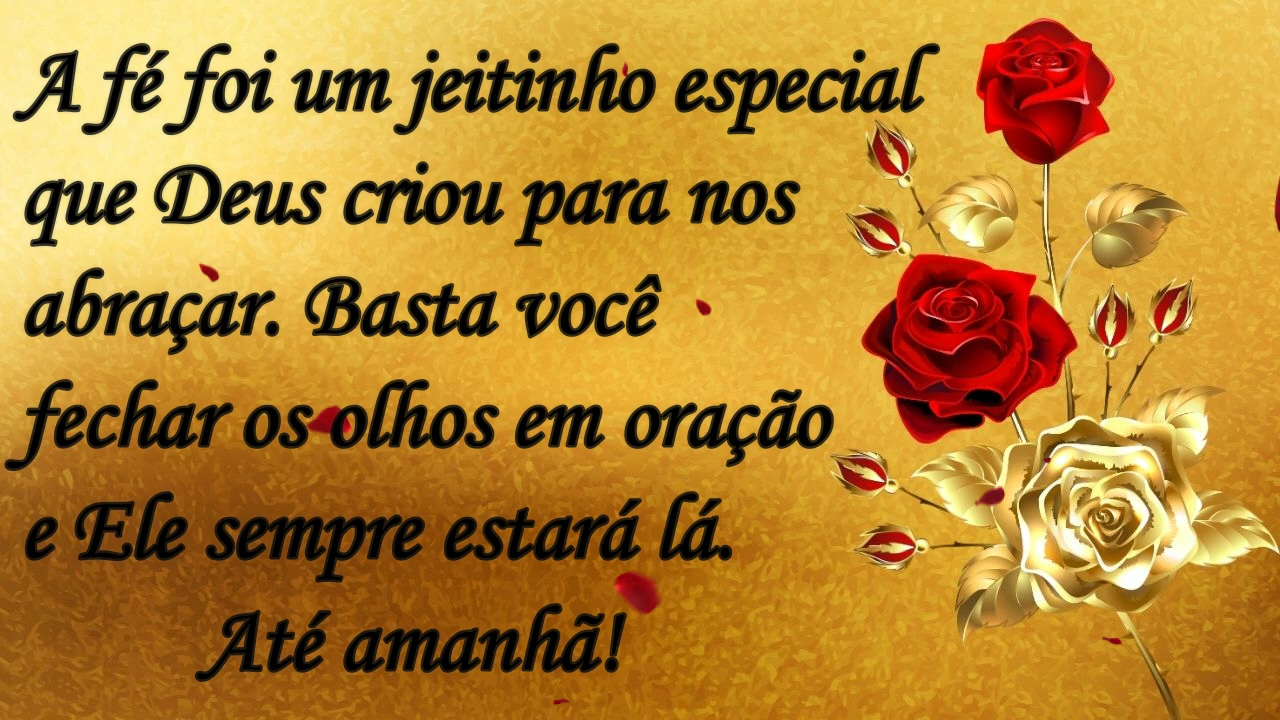 A fé foi um jeitinho especial
que Deus criou para nos
abraçar. Basta você
fechar os olhos em oração
e Ele sempre estará lá.
Até amanhã!